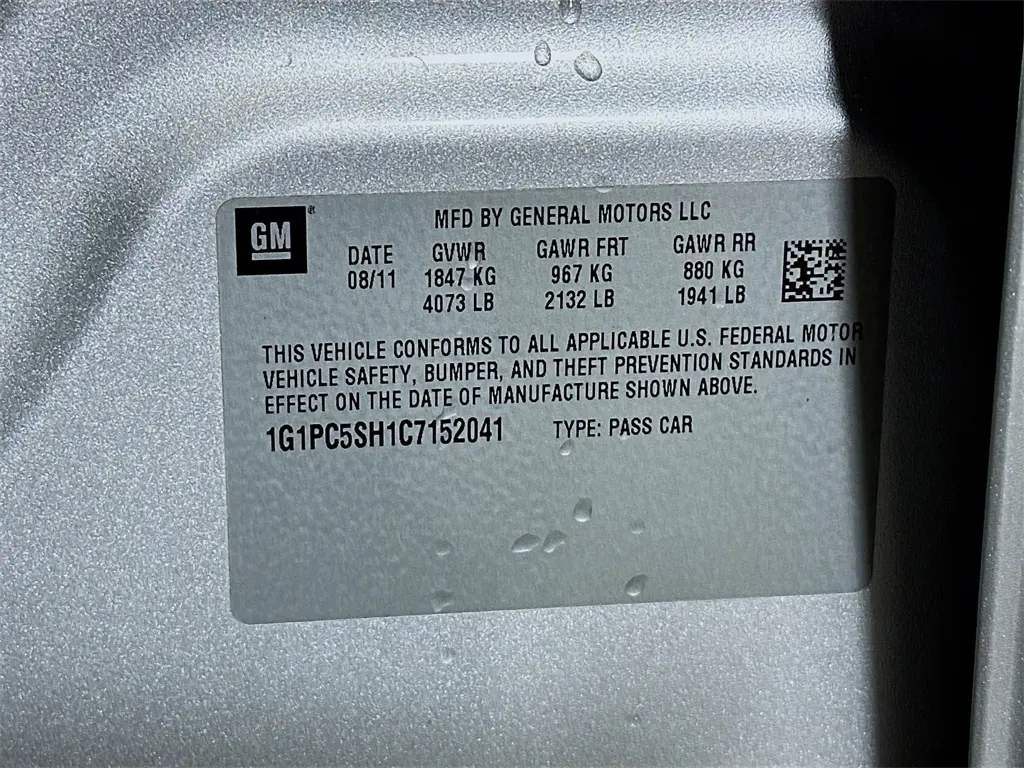 GM
MFD BY GENERAL MOTORS LLC
DATE GVWR GAWR FRT GAWR RR
08/11 1847 KG 967 KG 880 KG
4073 LB 2132 LB 1941 LB
THIS VEHICLE CONFORMS TO ALL APPLICABLE U.S. FEDERAL MOTOR
VEHICLE SAFETY, BUMPER, AND THEFT PREVENTION STANDARDS IN
EFFECT ON THE DATE OF MANUFACTURE SHOWN ABOVE.
1G1PC5SH1C7152041 TYPE: PASS CAR